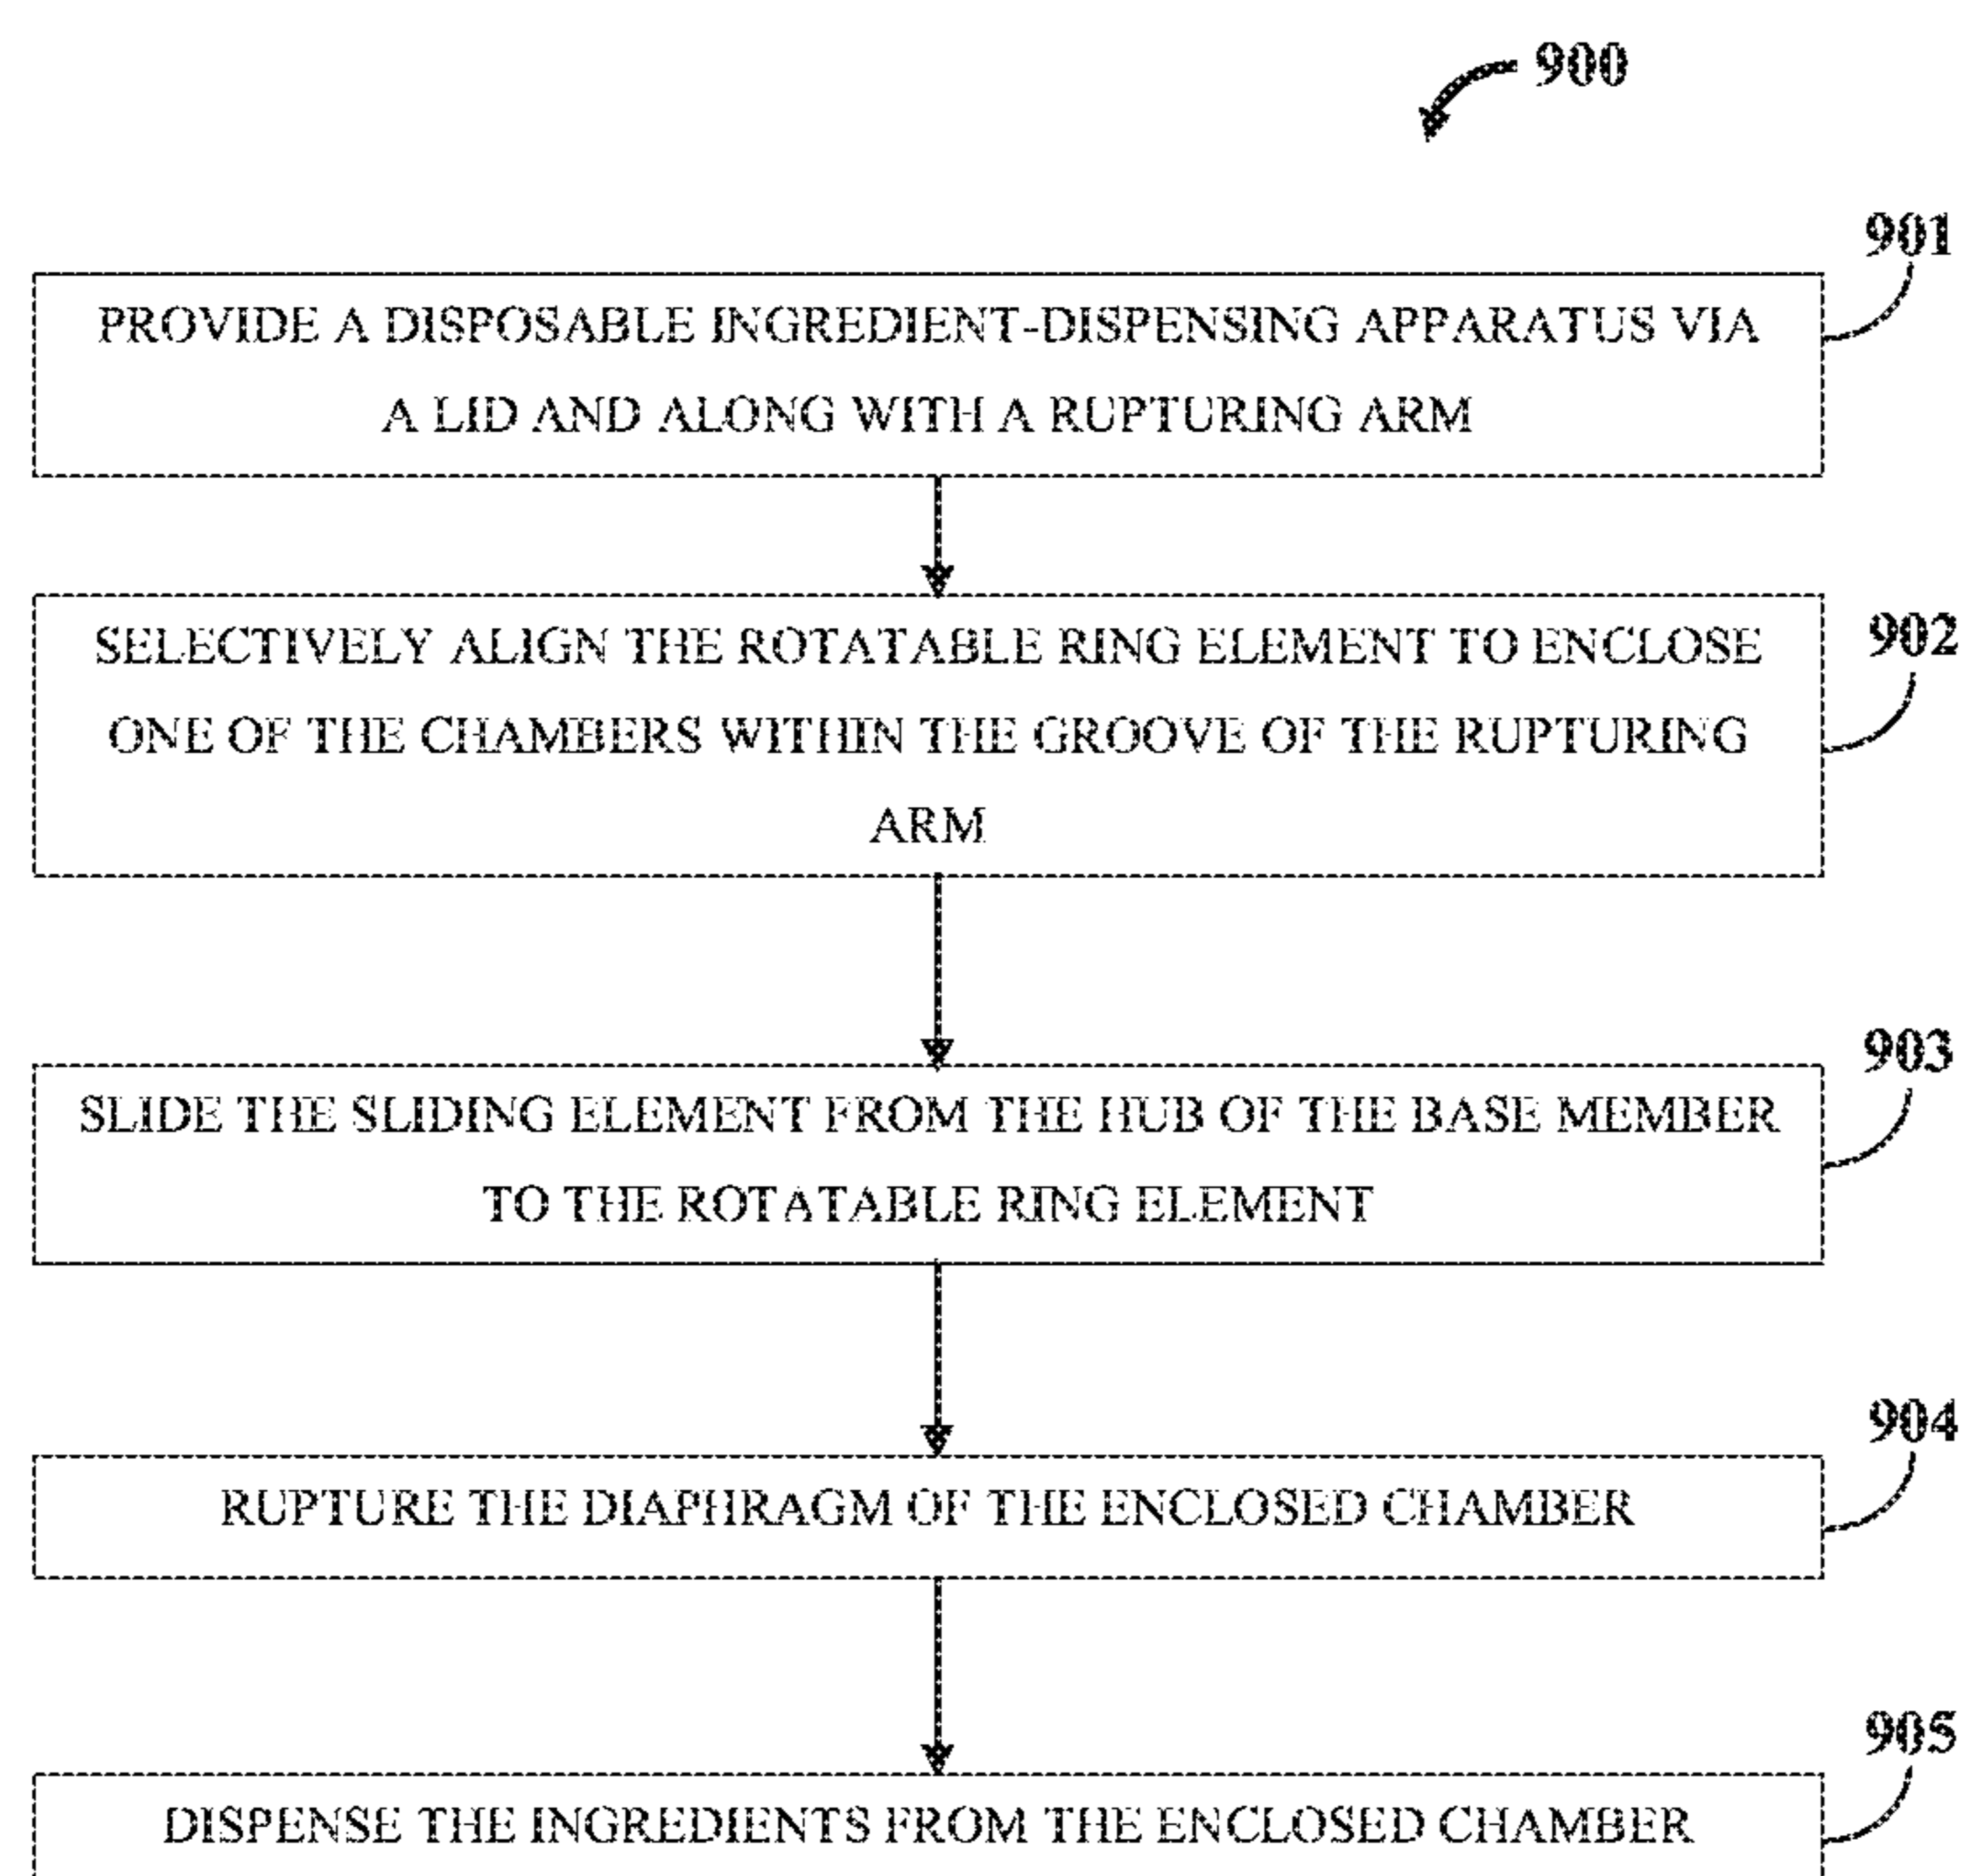 900
901
PROVIDE A DISPOSABLE INGREDIENT-DISPENSING APPARATUS VIA
A LID AND ALONG WITH A RUPTURING ARM
902
SELECTIVELY ALIGN THE ROTATABLE RING ELEMENT TO ENCLOSE
ONE OF THE CHAMBERS WITHIN THE GROOVE OF THE RUPTURING
ARM
903
SLIDE THE SLIDING ELEMENT FROM THE HUB OF THE BASE MEMBER
TO THE ROTATABLE RING ELEMENT
904
RUPTURE THE DIAPHRAGM OF THE ENCLOSED CHAMBER
905
DISPENSE THE INGREDIENTS FROM THE ENCLOSED CHAMBER